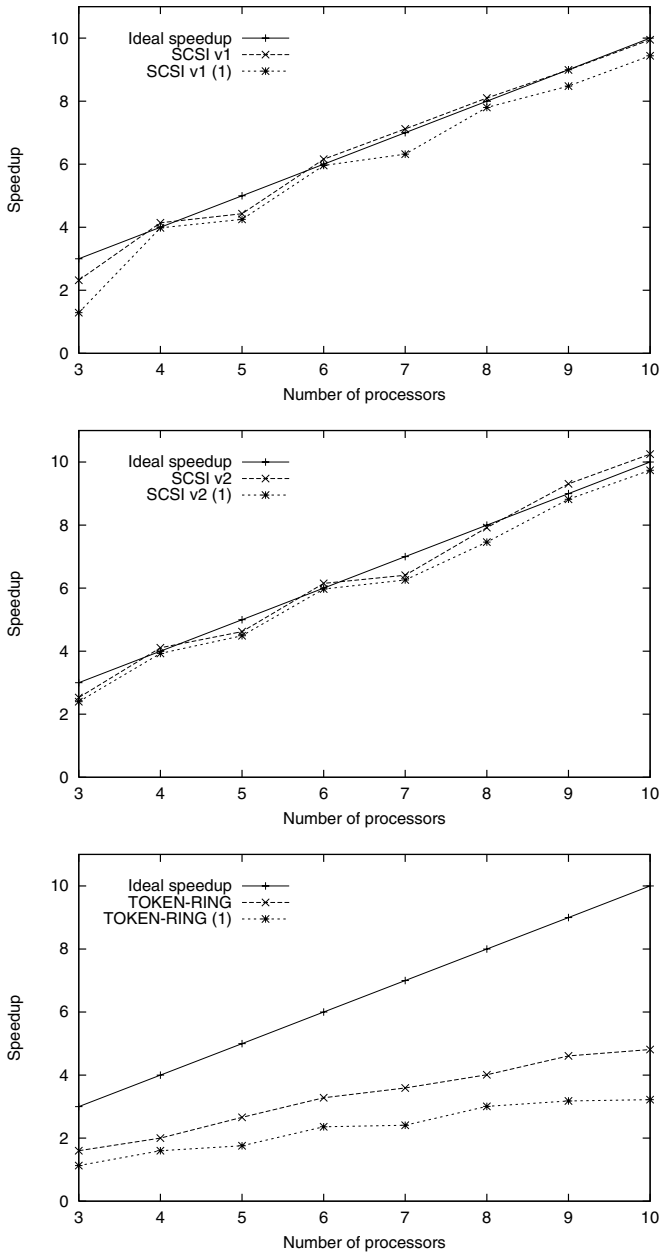 10
8
6
4
2
0
Speedup
Ideal speedup
SCSI v1
SCSI v1 (1)
3 4 5 6 7 8 9 10
Number of processors
10
8
6
4
2
0
Speedup
Ideal speedup
SCSI v2
SCSI v2 (1)
3 4 5 6 7 8 9 10
Number of processors
10
8
6
4
2
0
Speedup
Ideal speedup
TOKEN-RING
TOKEN-RING (1)
3 4 5 6 7 8 9 10
Number of processors